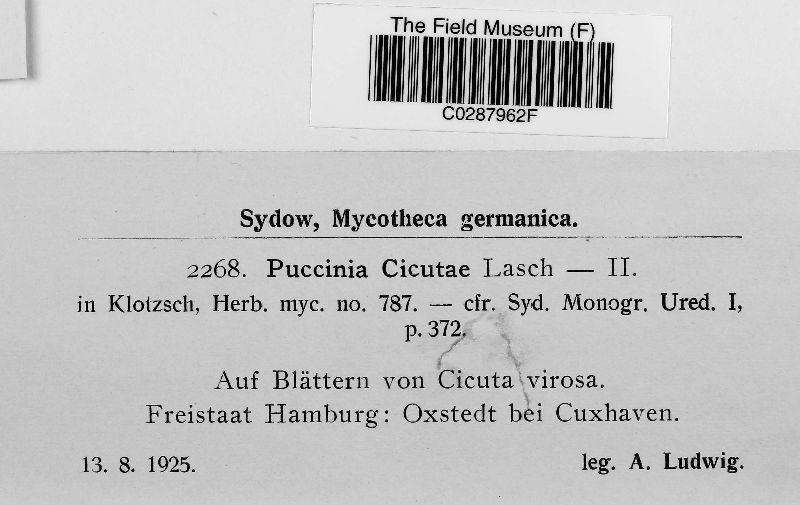 The Field Museum (F)
C0287962F
Sydow, Mycotheca germanica.
2268. Puccinia Cicutae Lasch — II.
in Klotzsch, Herb. myc. no. 787. — cfr. Syd. Monogr. Ured. I,
p. 372.
Auf Blättern von Cicuta virosa.
Freistaat Hamburg: Oxstedt bei Cuxhaven.
13. 8. 1925. leg. A. Ludwig.